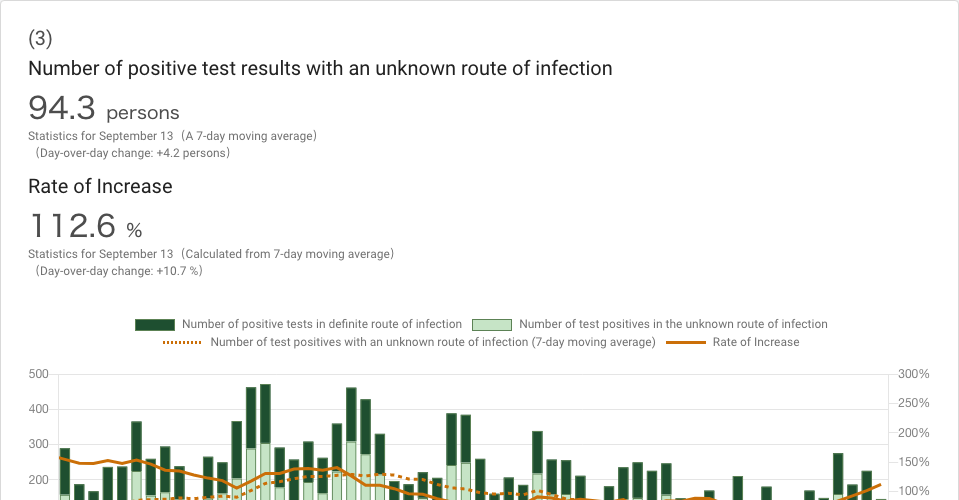 (3)
Number of positive test results with an unknown route of infection
94.3 persons
Statistics for September 13（A 7-day moving average）
（Day-over-day change: +4.2 persons）
Rate of Increase
112.6 %
Statistics for September 13（Calculated from 7-day moving average）
（Day-over-day change: +10.7 %）
Number of positive tests in definite route of infection Number of test positives in the unknown route of infection
Number of test positives with an unknown route of infection (7-day moving average) Rate of Increase
500 300%
250%
400
200%
300
150%
200
100%